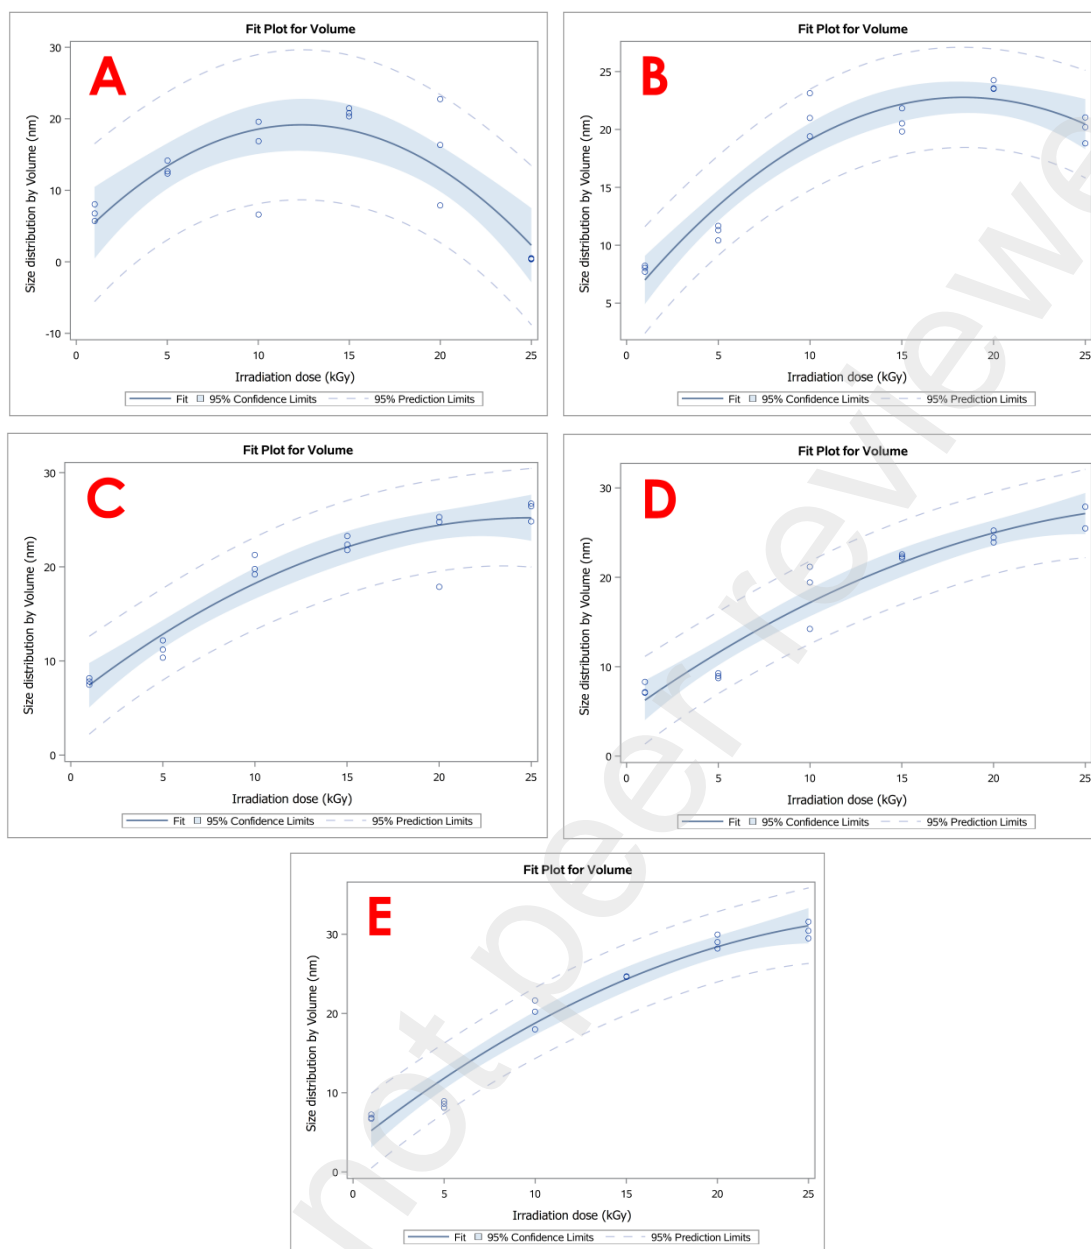 Fit Plot for Volume
A
Size distribution by Volume (nm)
30
20
10
0
-10
0 5 10 15 20 25
Irradiation dose (kGy)
Fit 95% Confidence Limits 95% Prediction Limits
Fit Plot for Volume
B
Size distribution by Volume (nm)
25
20
15
10
5
0 5 10 15 20 25
Irradiation dose (kGy)
Fit 95% Confidence Limits 95% Prediction Limits
Fit Plot for Volume
C
Size distribution by Volume (nm)
30
20
10
0
0 5 10 15 20 25
Irradiation dose (kGy)
Fit 95% Confidence Limits 95% Prediction Limits
Fit Plot for Volume
D
Size distribution by Volume (nm)
30
20
10
0
0 5 10 15 20 25
Irradiation dose (kGy)
Fit 95% Confidence Limits 95% Prediction Limits
Fit Plot for Volume
E
Size distribution by Volume (nm)
30
20
10
0
0 5 10 15 20 25
Irradiation dose (kGy)
Fit 95% Confidence Limits 95% Prediction Limits
not peer reviewe